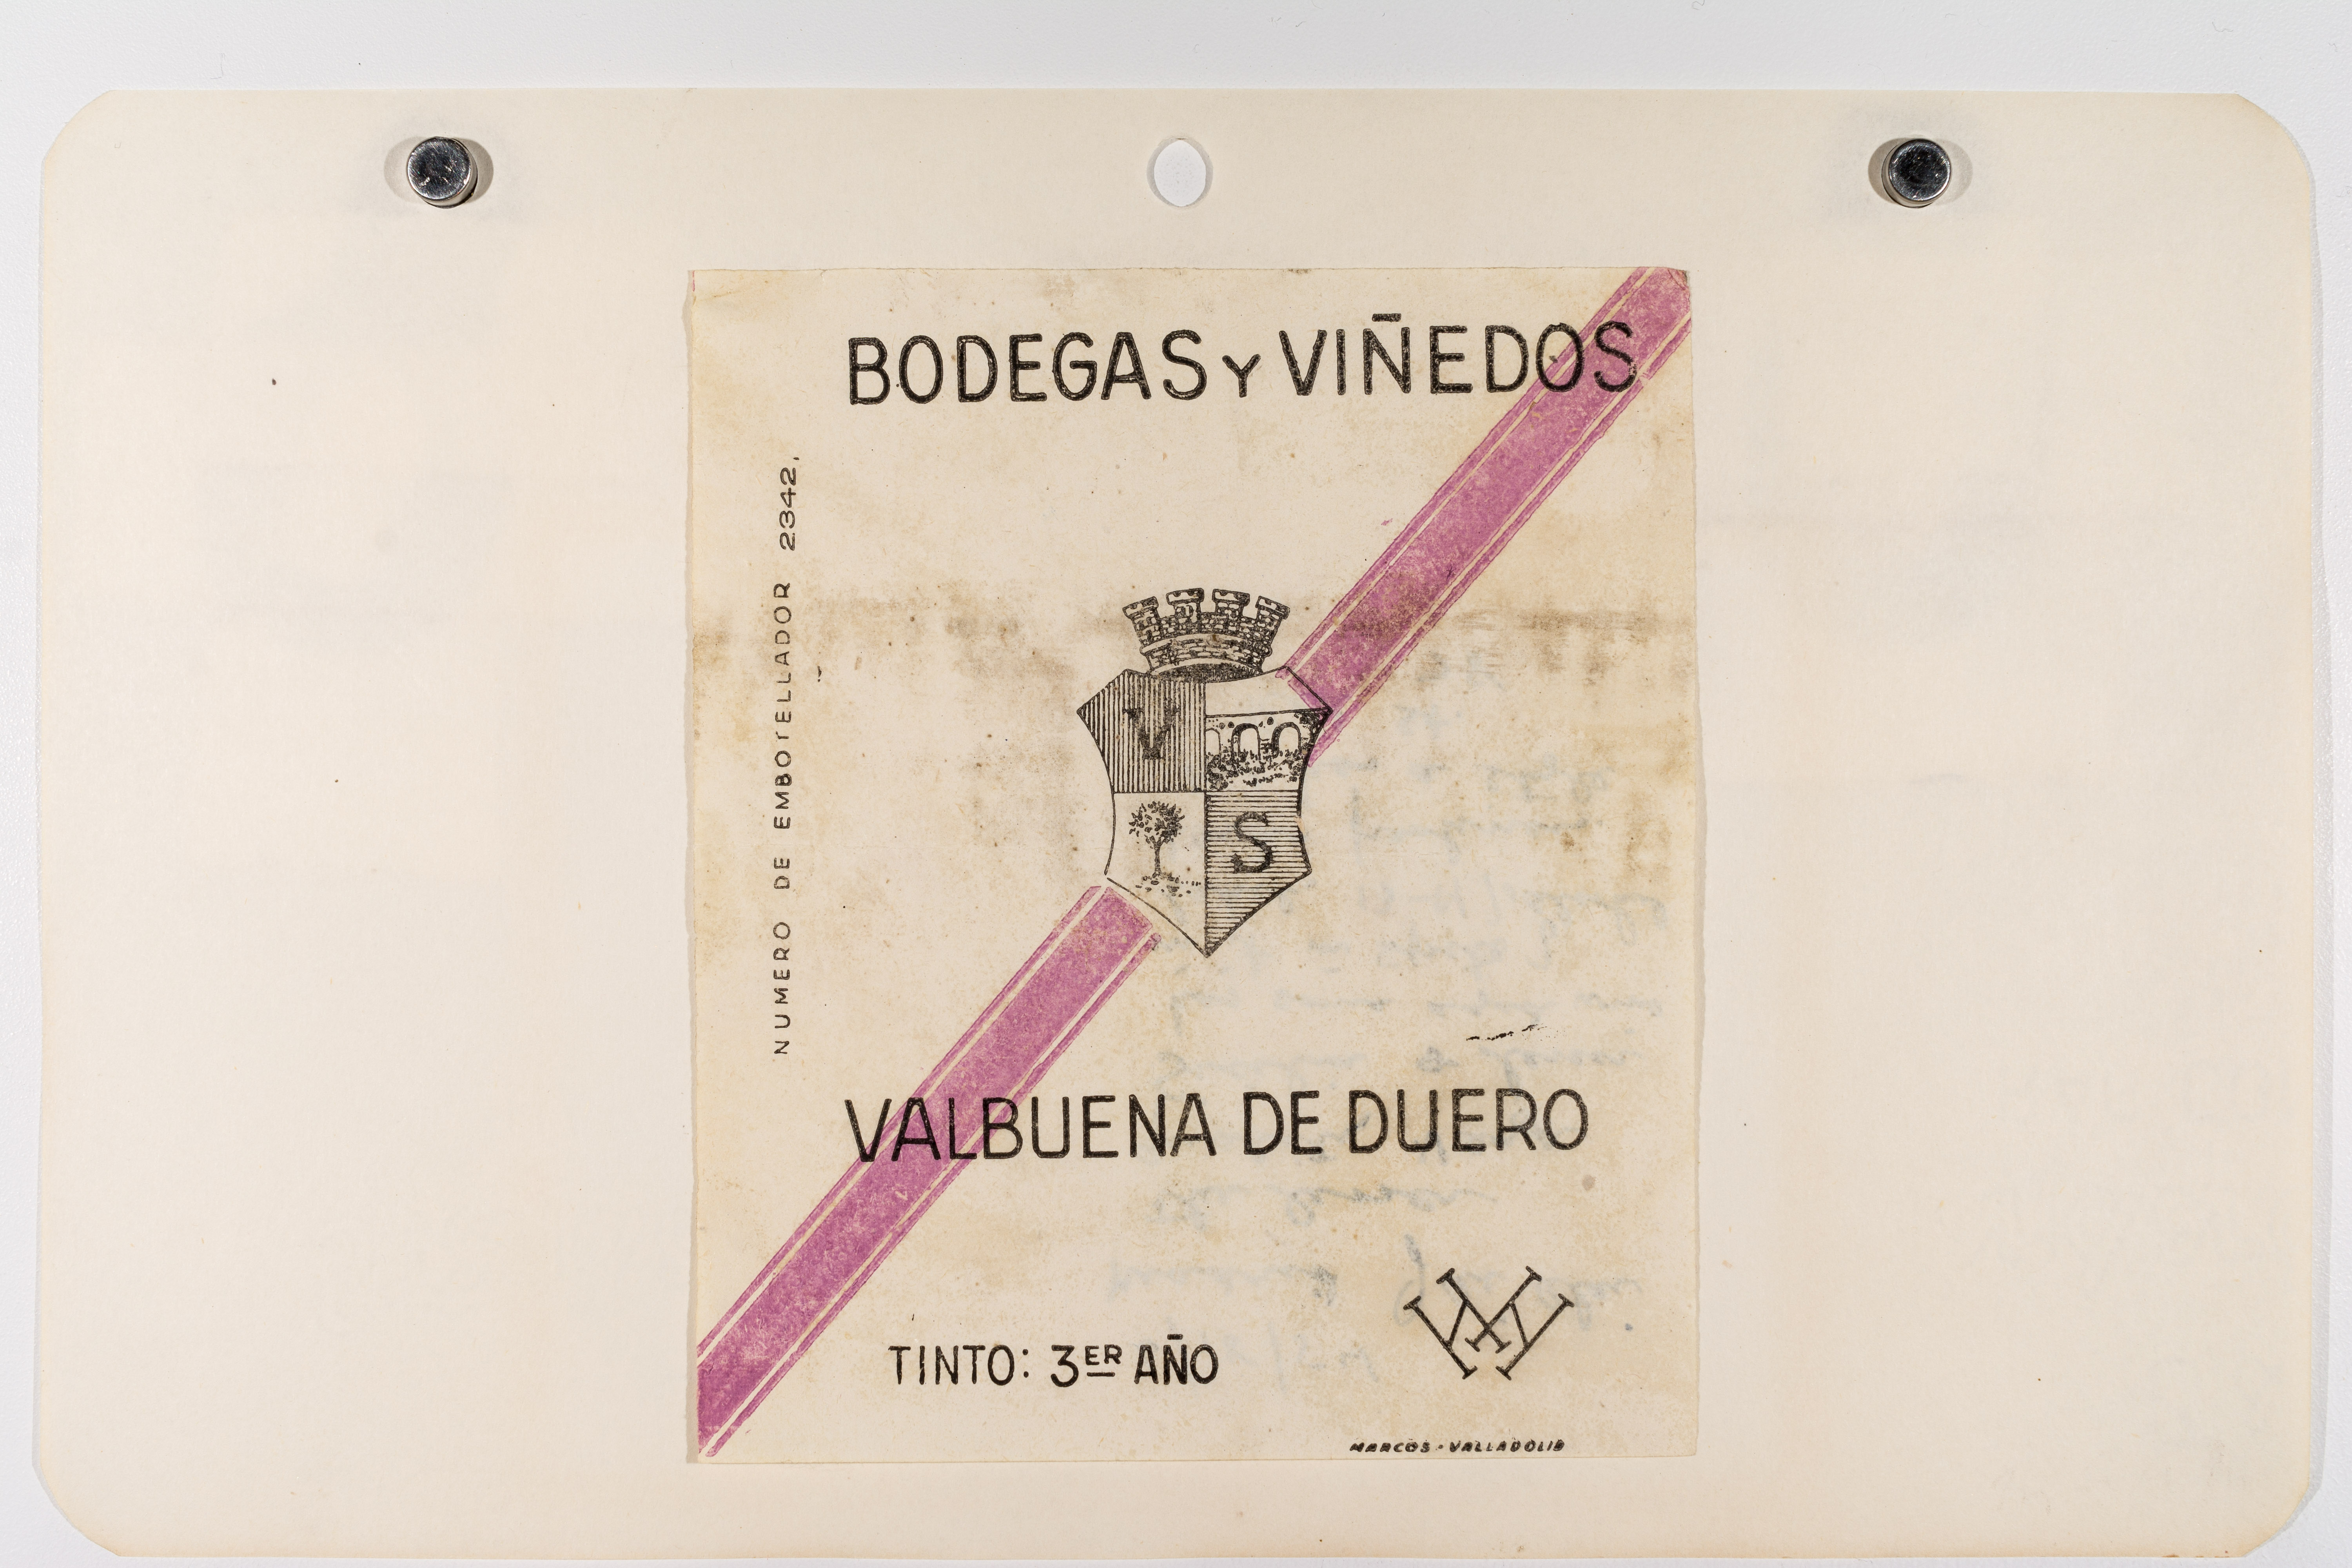 BODEGAS Y VIÑEDOS
NUMERO DE EMBOTELLADOR 2342.
V
S
VALBUENA DE DUERO
TINTO: 3ER AÑO
MARCOS - VALLADOLID